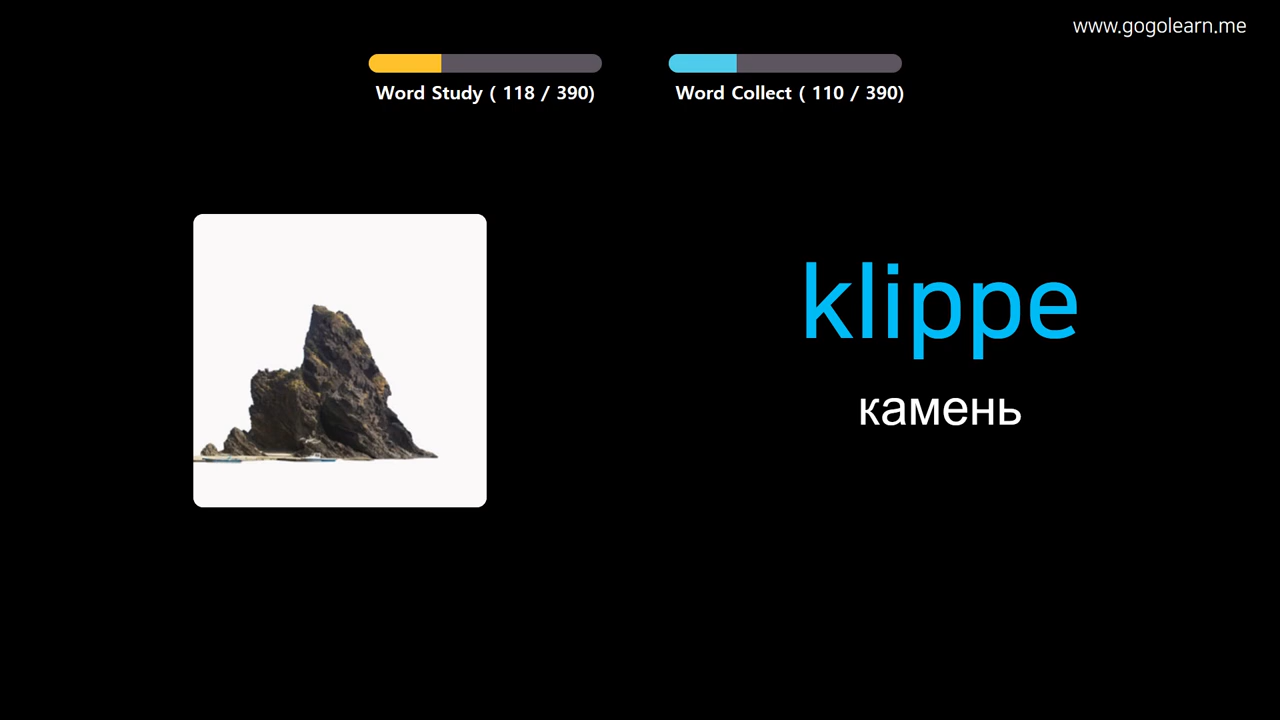 www.gogolearn.me
Word Study ( 118 / 390)
Word Collect ( 110 / 390)
klippe
камень